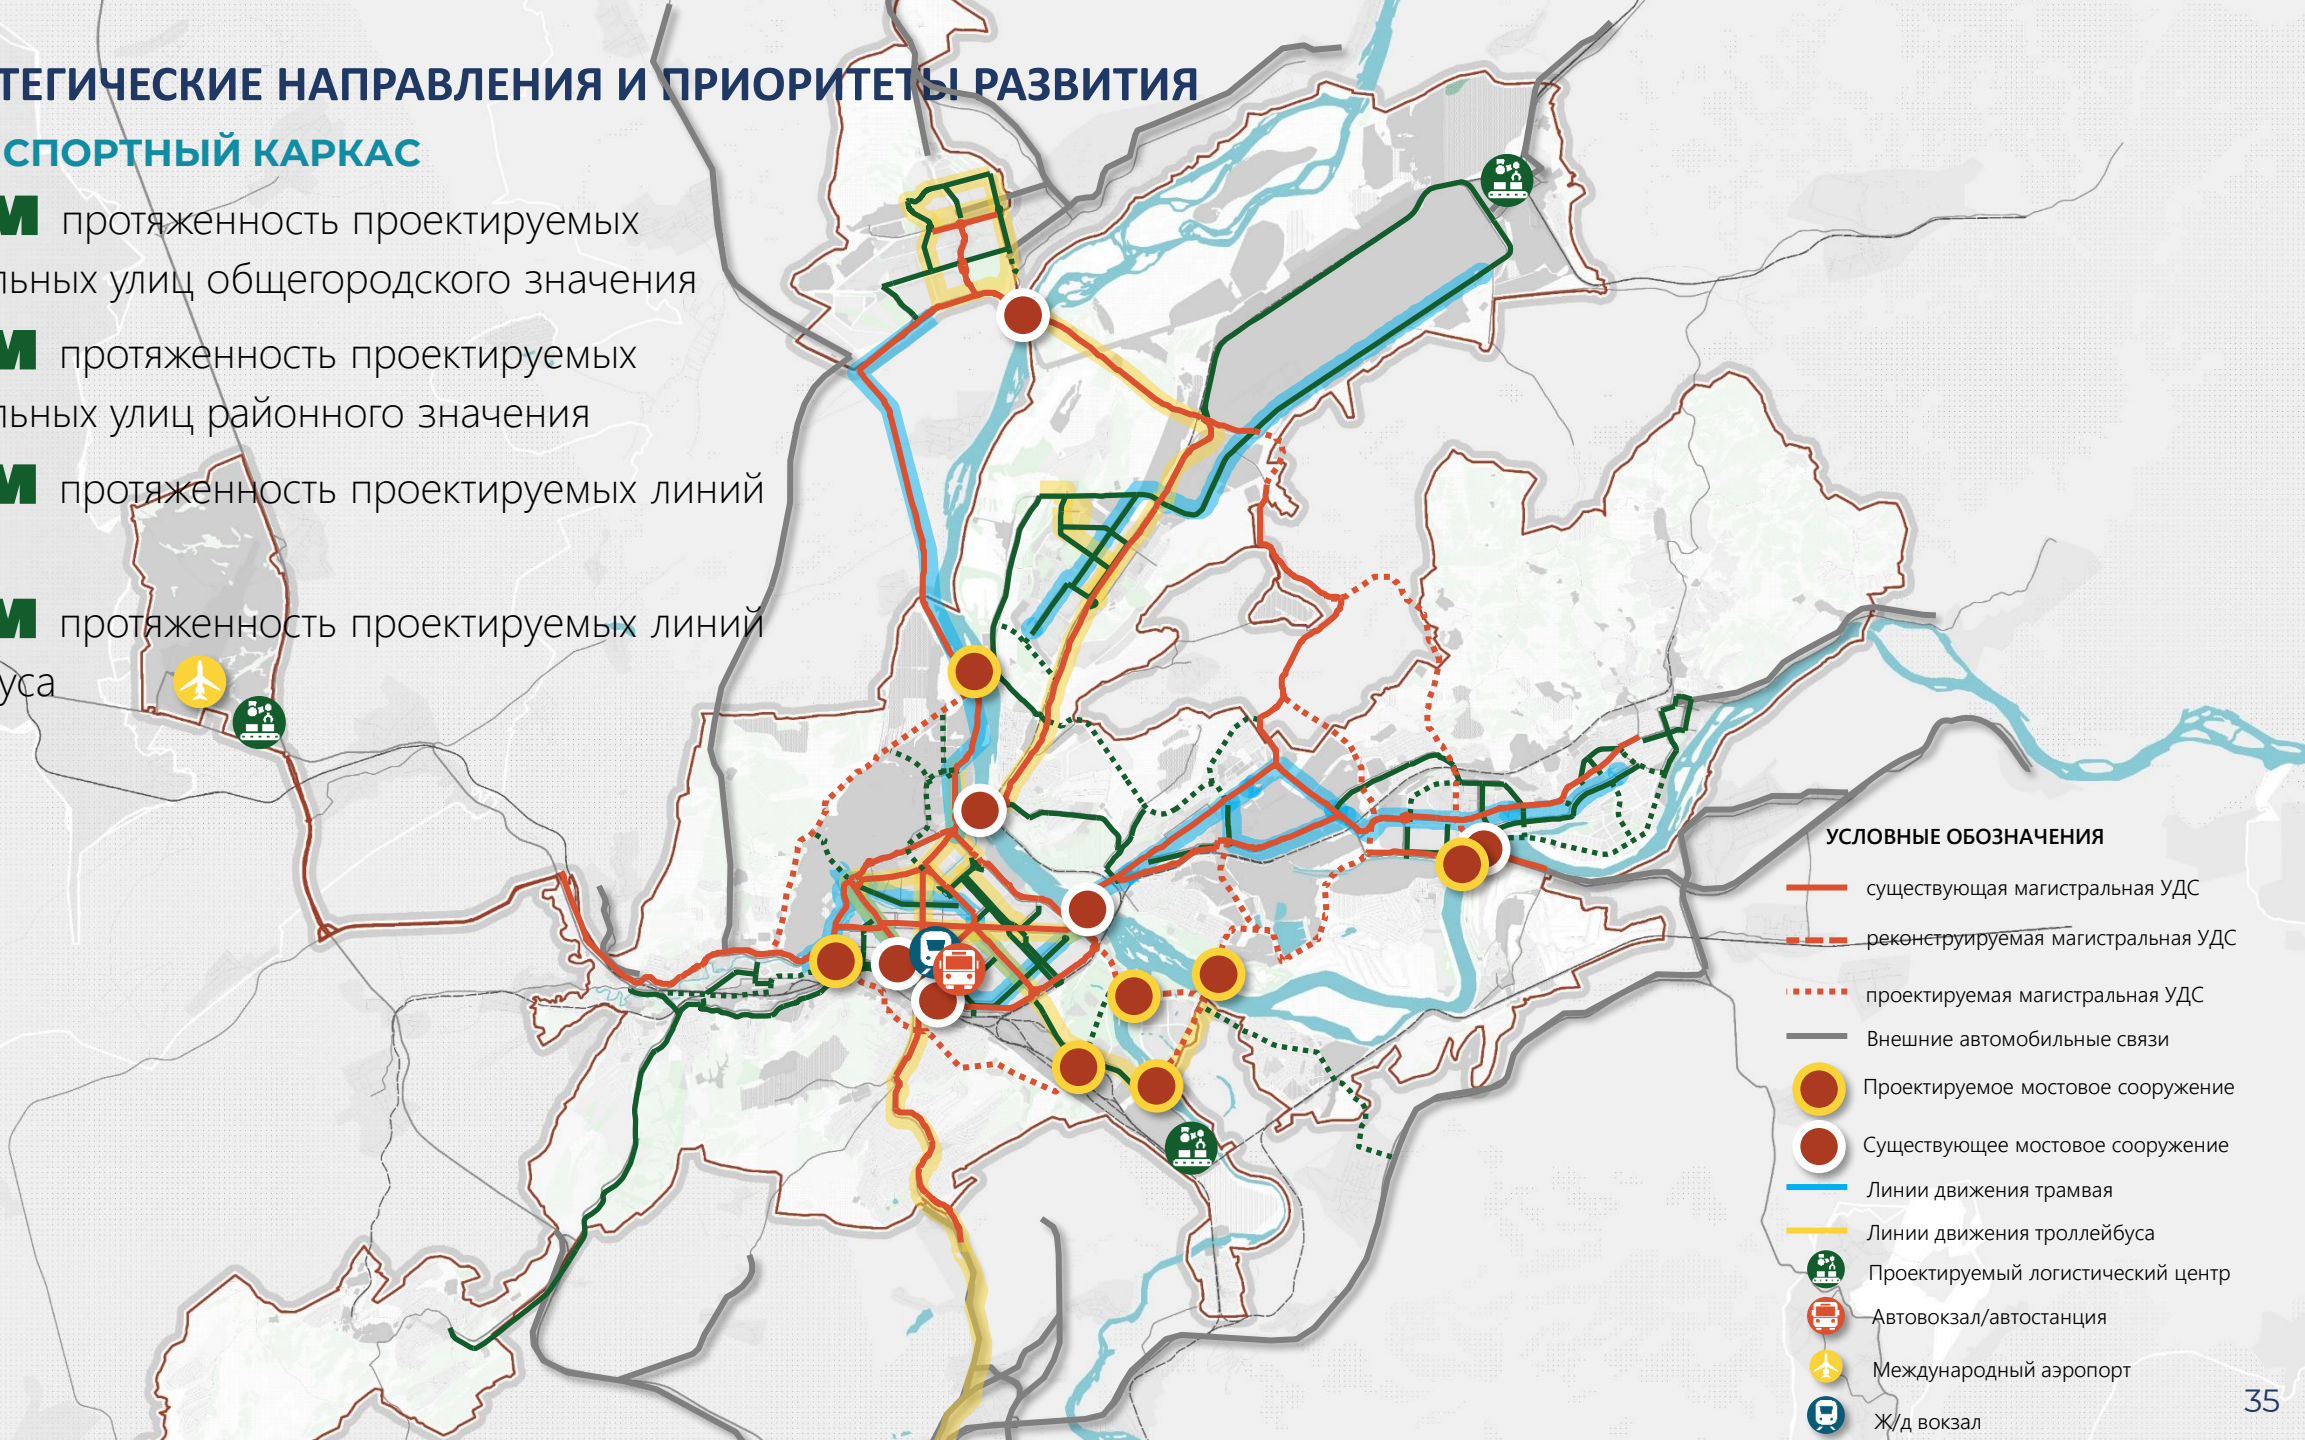 ТЕГИЧЕСКИЕ НАПРАВЛЕНИЯ И ПРИОРИТЕТЫ РАЗВИТИЯ
СПОРТНЫЙ КАРКАС
М протяженность проектируемых
льных улиц общегородского значения
М протяженность проектируемых
льных улиц районного значения
М протяженность проектируемых линий
М протяженность проектируемых линий
уса
УСЛОВНЫЕ ОБОЗНАЧЕНИЯ
существующая магистральная УДС
реконструируемая магистральная УДС
проектируемая магистральная УДС
Внешние автомобильные связи
Проектируемое мостовое сооружение
Существующее мостовое сооружение
Линии движения трамвая
Линии движения троллейбуса
Проектируемый логистический центр
Автовокзал/автостанция
Международный аэропорт
Ж/д вокзал
35